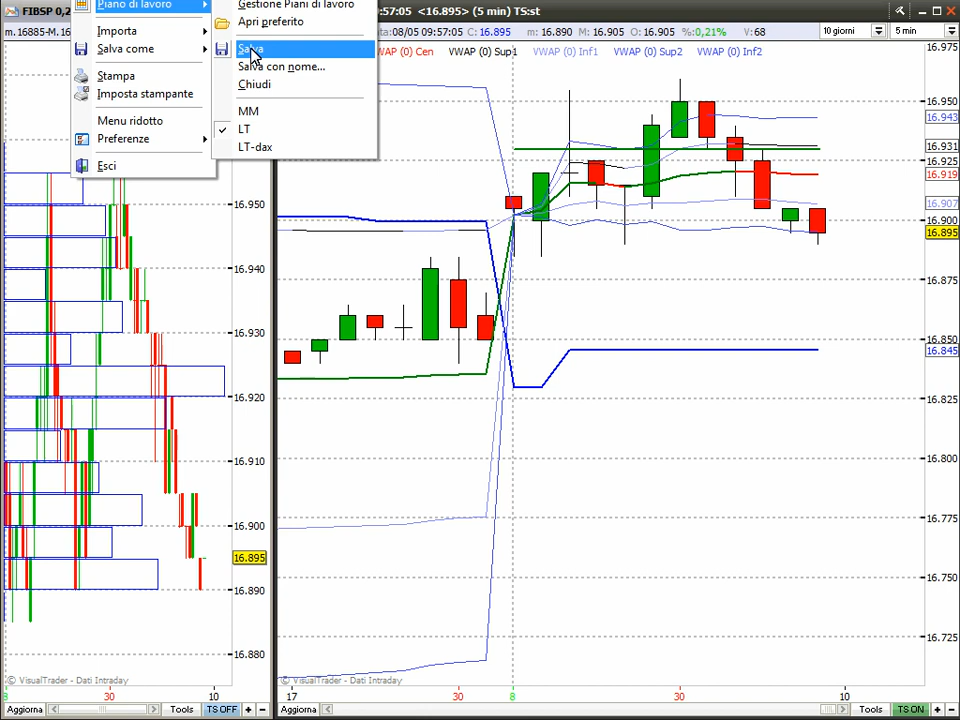 FIBSP 0,2
m.16885-M.16
Piano di lavoro
Importa
Salva come
Stampa
Imposta stampante
Menu ridotto
Preferenze
Esci
Gestione Piani di lavoro
Apri preferito
Salva
Salva con nome...
Chiudi
MM
LT
LT-dax
:57:05 <16.895> (5 min) TS:st
ata: 08/05 09:57:05 C: 16.895 m: 16.890 M: 16.905 O: 16.905 %:0,21% V:68
10 giorni
5 min
WAP (0) Cen VWAP (0) Sup1 VWAP (0) Inf1 VWAP (0) Sup2 VWAP (0) Inf2
16.950
16.940
16.930
16.920
16.910
16.900
16.895
16.890
16.880
16.975
16.950
16.943
16.931
16.925
16.919
16.907
16.900
16.895
16.875
16.850
16.845
16.825
16.800
16.775
16.750
16.725
© VisualTrader - Dati Intraday
© VisualTrader - Dati Intraday
8 30 10
17 30 8 30 10
Aggiorna Tools TS OFF + −
Aggiorna Tools TS ON + −